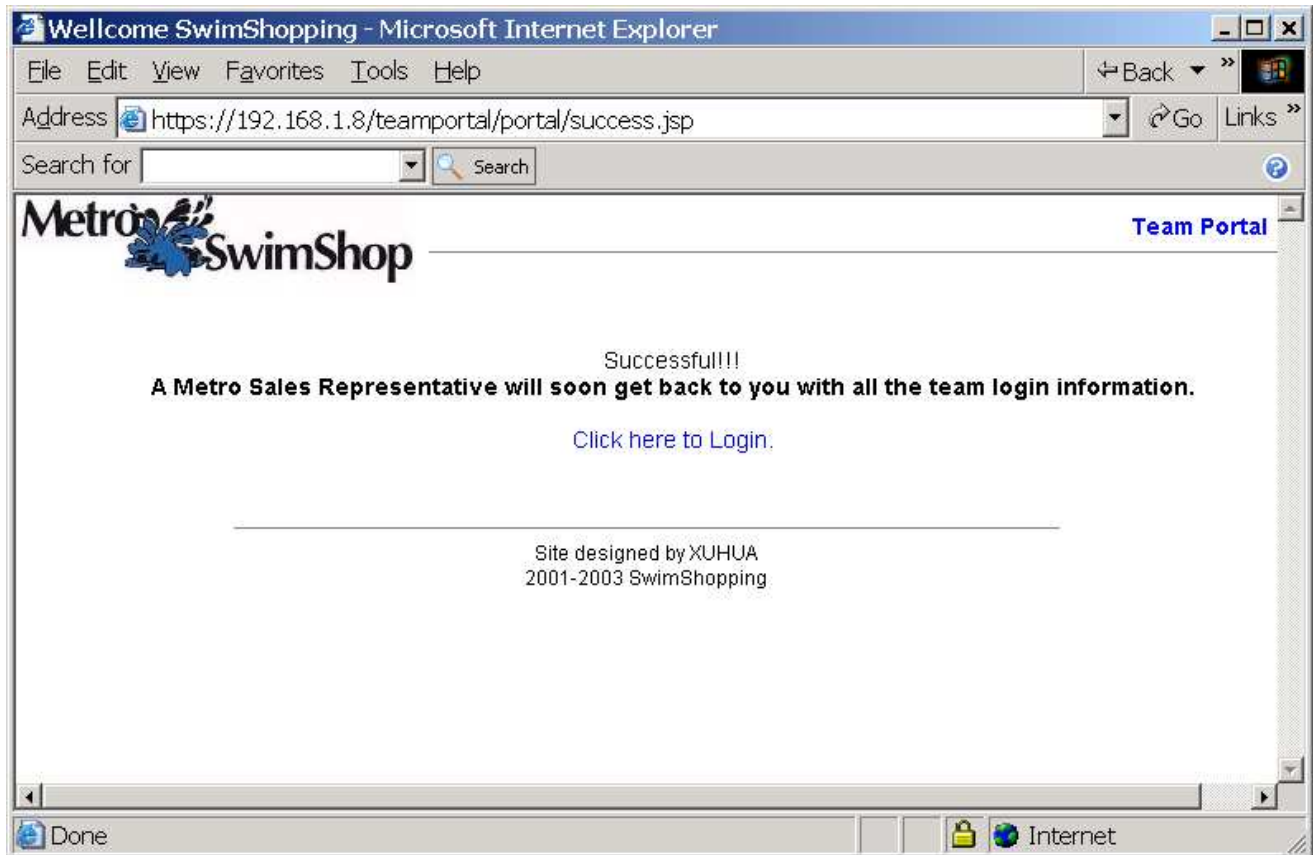 Wellcome SwimShopping - Microsoft Internet Explorer
File Edit View Favorites Tools Help Back »
Address https://192.168.1.8/teamportal/portal/success.jsp Go Links »
Search for Search
Metro
SwimShop
Team Portal
Successful!!!
A Metro Sales Representative will soon get back to you with all the team login information.
Click here to Login.
Site designed by XUHUA
2001-2003 SwimShopping
Done Internet